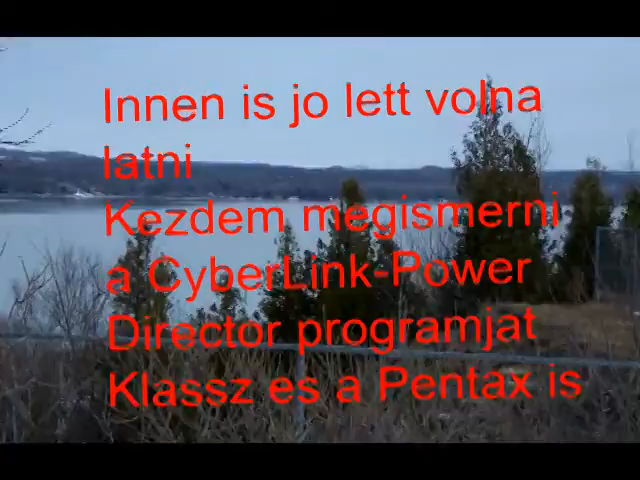 Innen is jo lett volna
latni
Kezdem megismerni
a CyberLink-Power
Director programjat
Klassz es a Pentax is